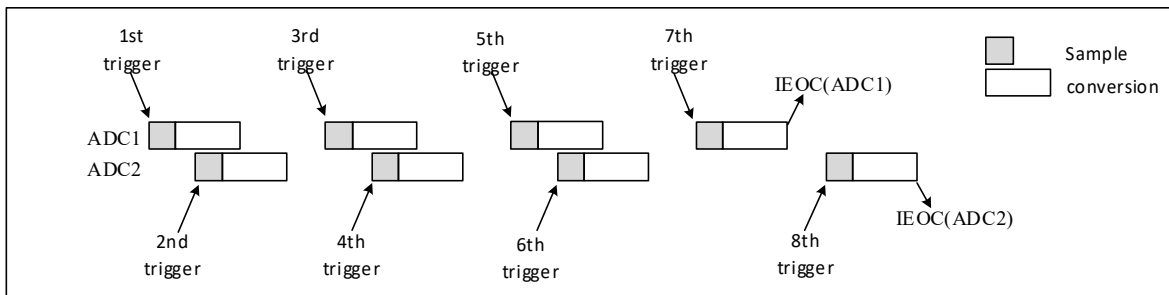 1st
trigger
3rd
trigger
5th
trigger
7th
trigger
Sample
conversion
IEOC(ADC1)
ADC1
ADC2
2nd
trigger
4th
trigger
6th
trigger
8th
trigger
IEOC(ADC2)